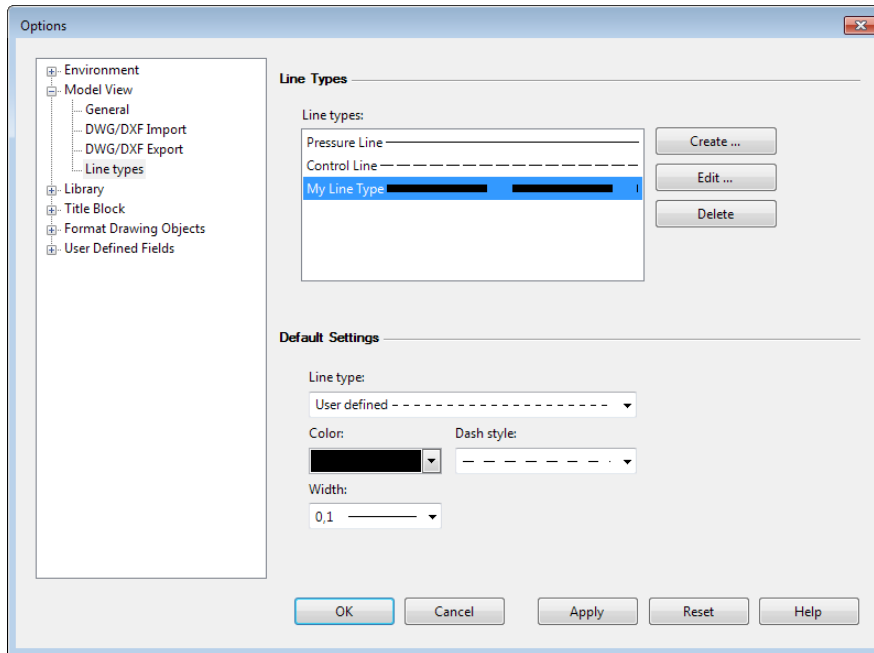 Options
Environment
Model View
General
DWG/DXF Import
DWG/DXF Export
Line types
Library
Title Block
Format Drawing Objects
User Defined Fields
Line Types
Line types:
Pressure Line
Control Line
My Line Type
Create ...
Edit ...
Delete
Default Settings
Line type:
User defined
Color:
Dash style:
Width:
0,1
OK
Cancel
Apply
Reset
Help